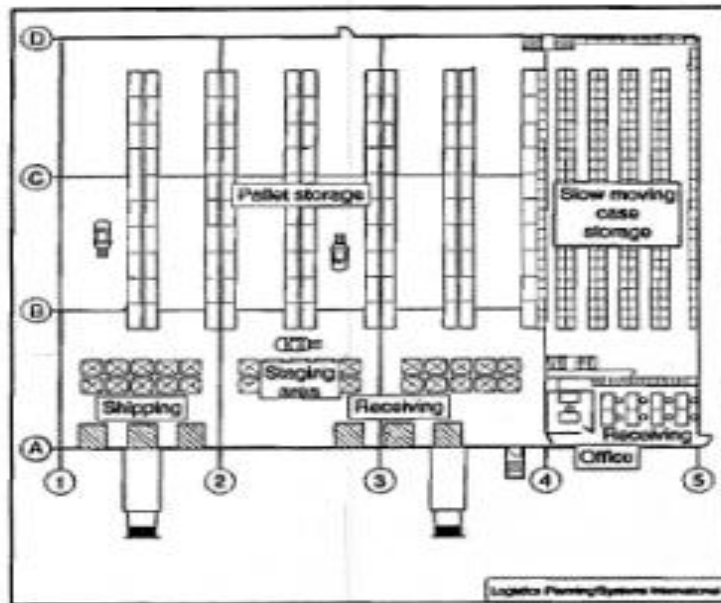 D
C
Pallet storage
Slow moving
case
storage
B
Staging
area
Shipping
Receiving
Receiving
A
Office
1
2
3
4
5
Logistics Planning/Systems International